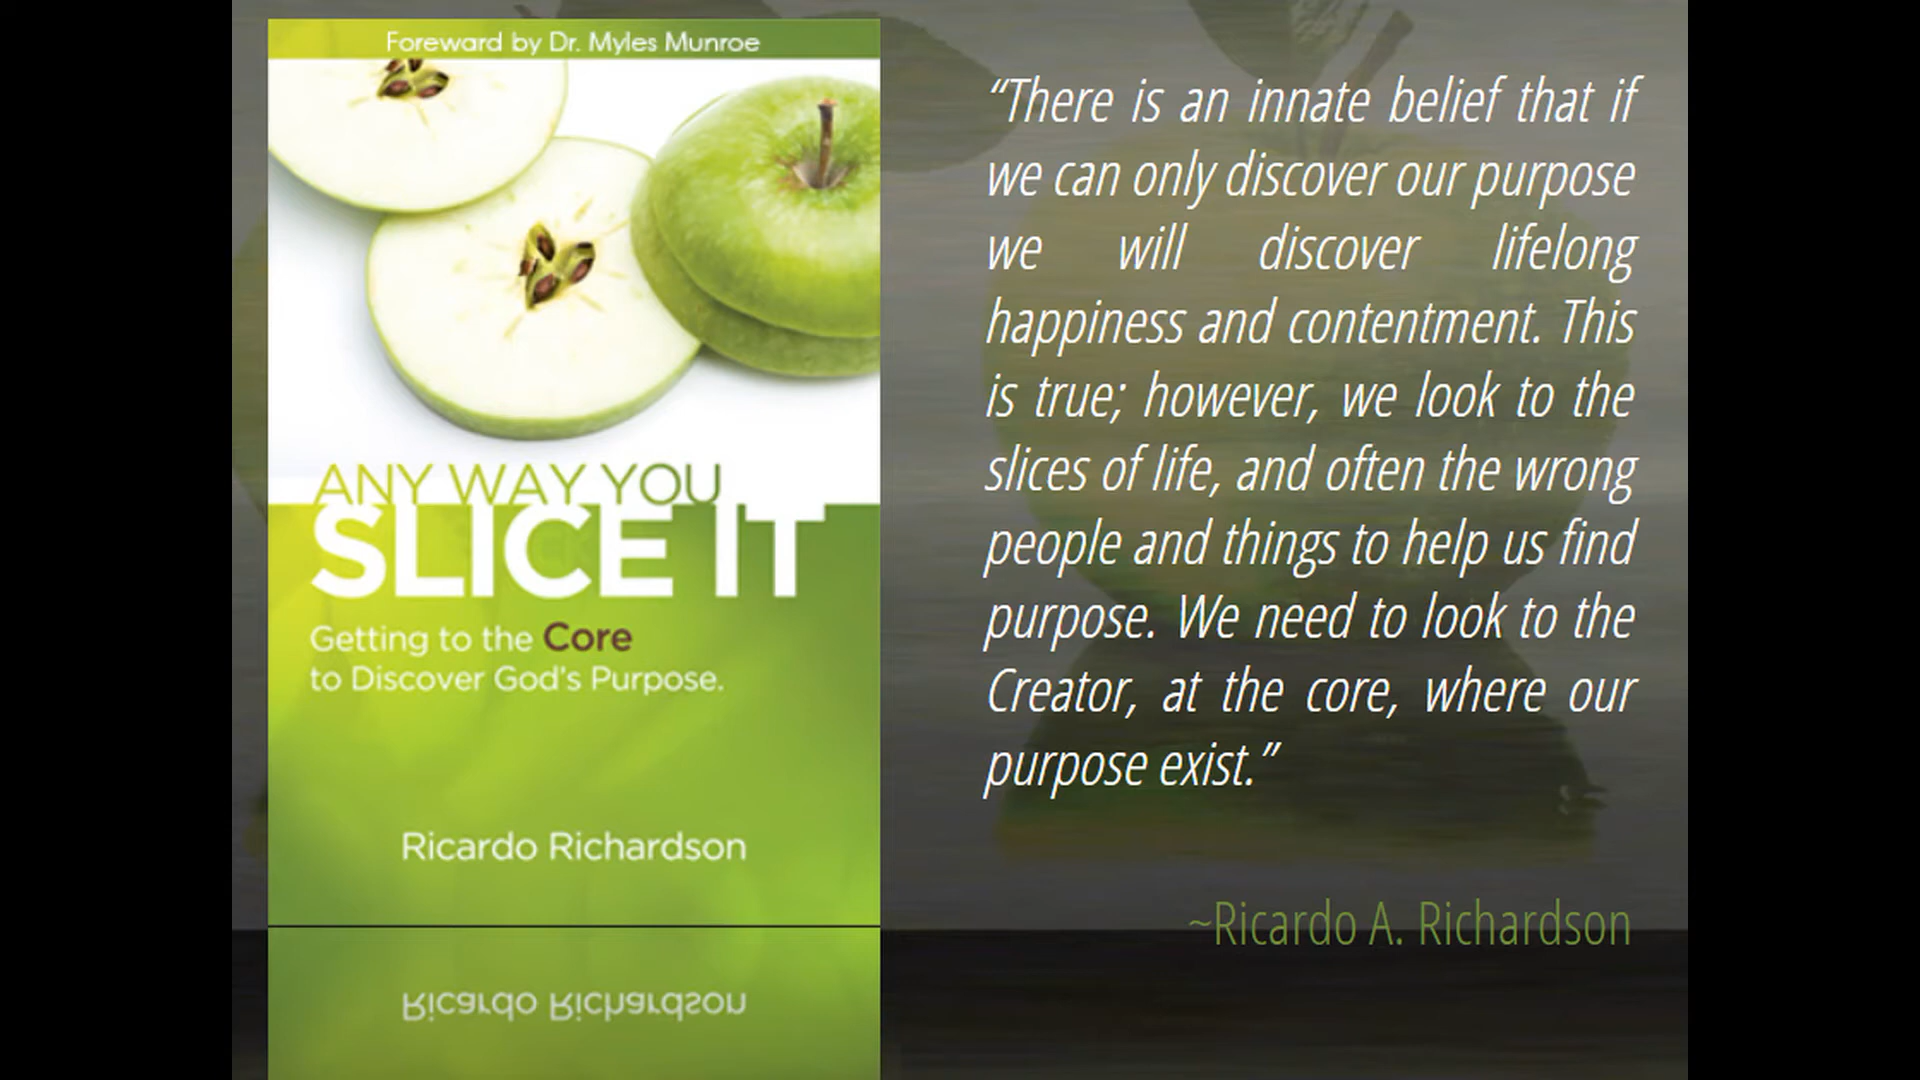 Foreward by Dr. Myles Munroe
ANY WAY YOU
SLICE IT
Getting to the Core
to Discover God's Purpose.
Ricardo Richardson
Ricardo Richardson
“There is an innate belief that if
we can only discover our purpose
we will discover lifelong
happiness and contentment. This
is true; however, we look to the
slices of life, and often the wrong
people and things to help us find
purpose. We need to look to the
Creator, at the core, where our
purpose exist.”
~Ricardo A. Richardson